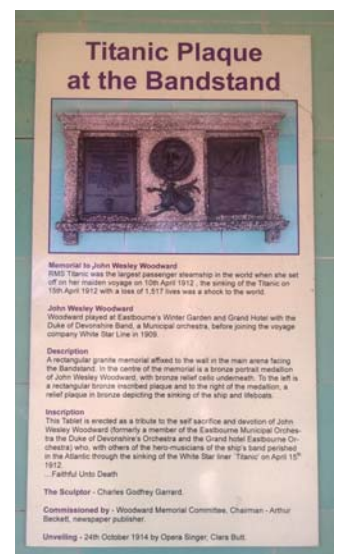 Titanic Plaque
at the Bandstand
Memorial to John Wesley Woodward
RMS Titanic was the largest passenger steamship in the world when she set
off on her maiden voyage on 10th April 1912 , the sinking of the Titanic on
15th April 1912 with a loss of 1,517 lives was a shock to the world.
John Wesley Woodward
Woodward played at Eastbourne's Winter Garden and Grand Hotel with the
Duke of Devonshire Band, a Municipal orchestra, before joining the voyage
company White Star Line in 1909.
Description
A rectangular granite memorial affixed to the wall in the main arena facing
the Bandstand. In the centre of the memorial is a bronze portrait medallion
of John Wesley Woodward, with bronze relief cello underneath. To the left is
a rectangular bronze inscribed plaque and to the right of the medallion, a
relief plaque in bronze depicting the sinking of the ship and lifeboats.
Inscription
This Tablet is erected as a tribute to the self sacrifice and devotion of John
Wesley Woodward (formerly a member of the Eastbourne Municipal Orches-
tra the Duke of Devonshire's Orchestra and the Grand hotel Eastbourne Or-
chestra) who, with others of the hero-musicians of the ship's band perished
in the Atlantic through the sinking of the White Star liner 'Titanic' on April 15th
1912.
...Faithful Unto Death
The Sculptor - Charles Godfrey Garrard.
Commissioned by - Woodward Memorial Committee, Chairman - Arthur
Beckett, newspaper publisher.
Unveiling - 24th October 1914 by Opera Singer, Clara Butt.